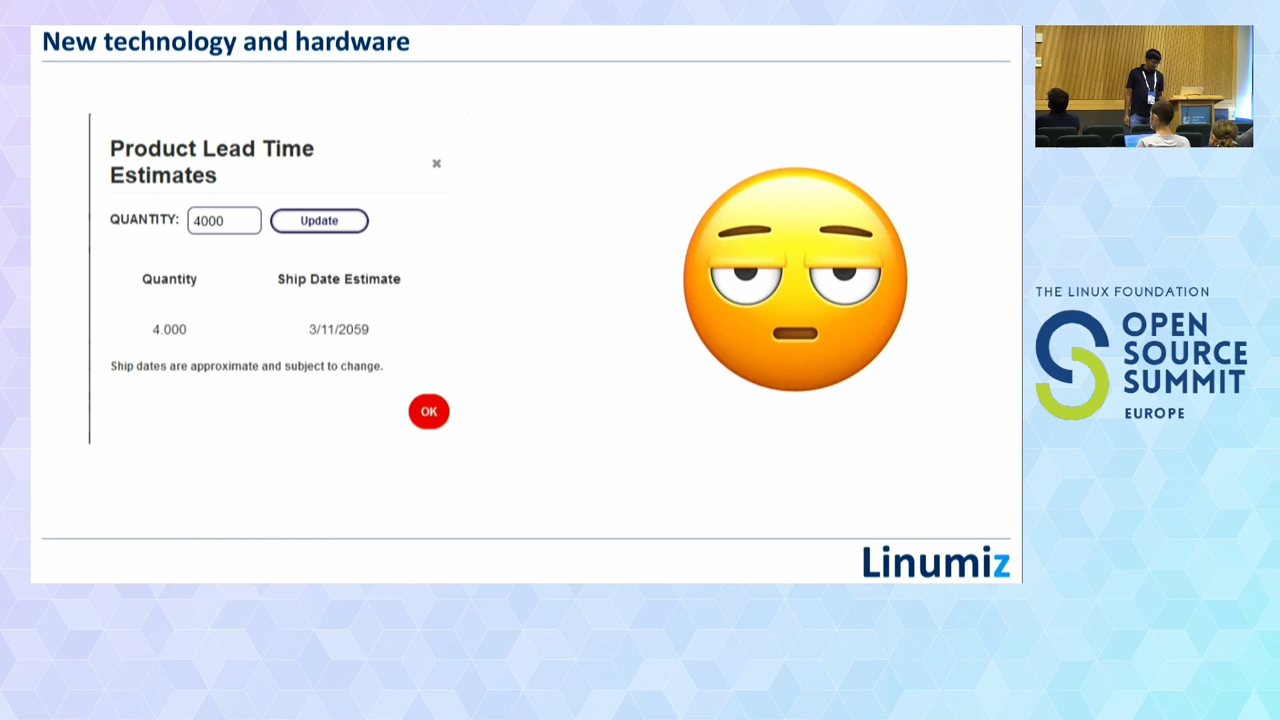 New technology and hardware
Product Lead Time
Estimates
QUANTITY: 4000 Update
Quantity Ship Date Estimate
4.000 3/11/2059
Ship dates are approximate and subject to change.
OK
Linumiz
THE LINUX FOUNDATION
OPEN
SOURCE
SUMMIT
EUROPE